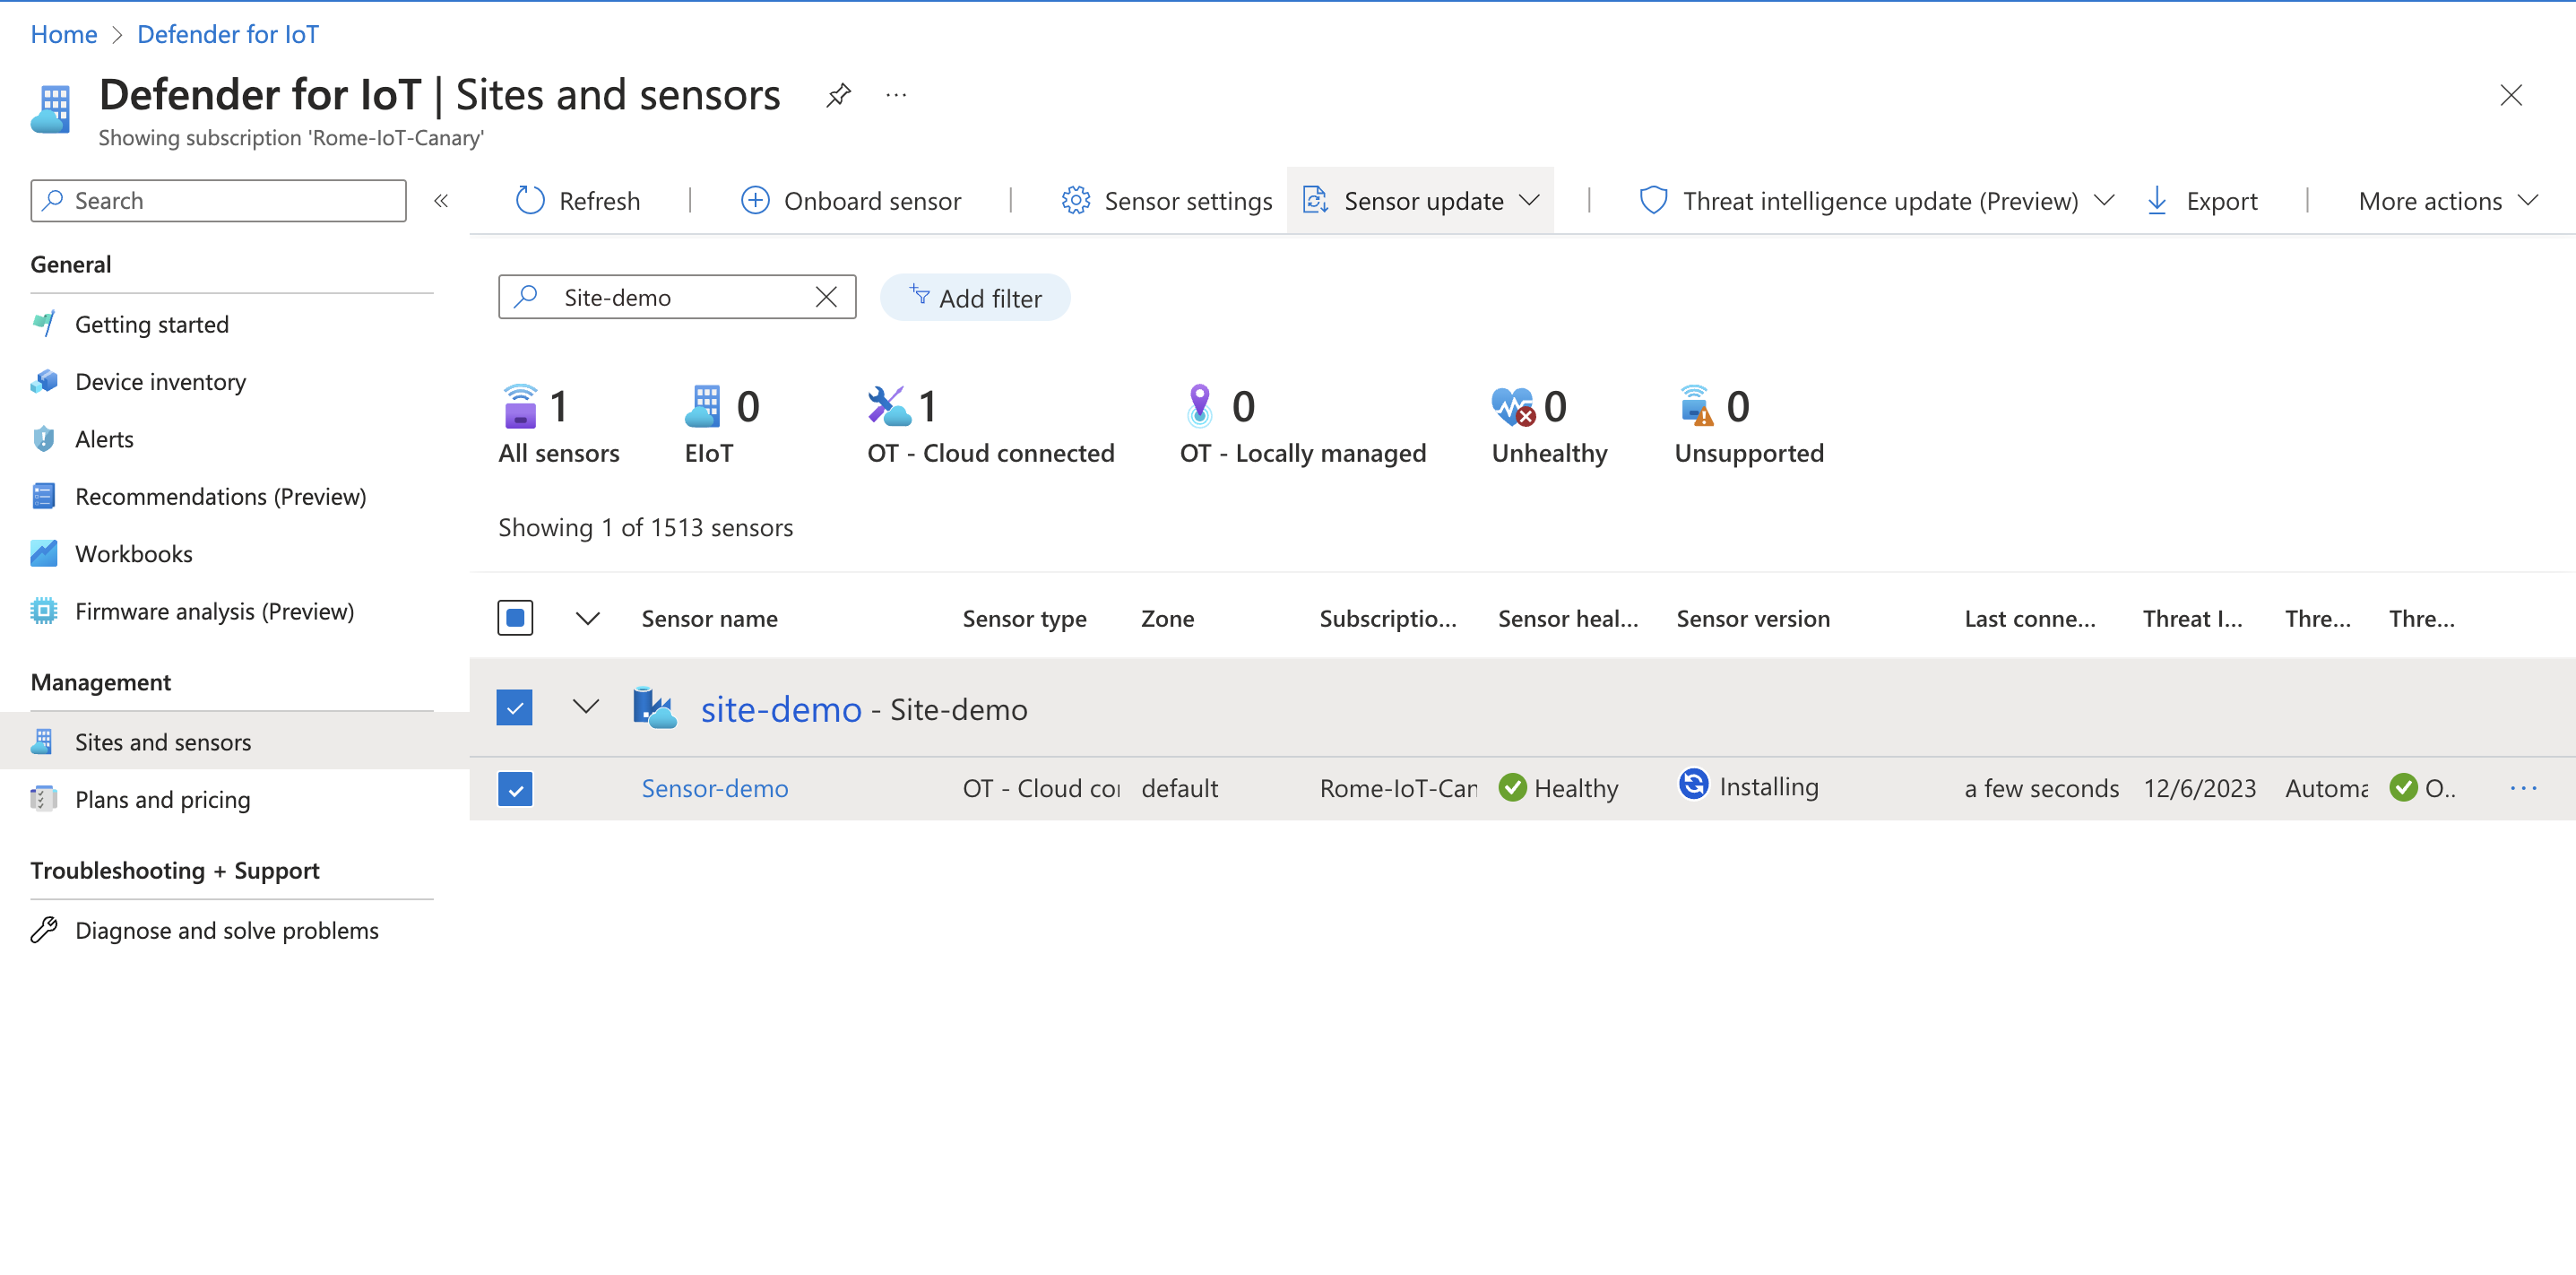 Home > Defender for IoT
Defender for IoT | Sites and sensors ...
Showing subscription 'Rome-IoT-Canary'
Search «
Refresh | Onboard sensor | Sensor settings Sensor update | Threat intelligence update (Preview) Export | More actions
General
Getting started
Device inventory
Alerts
Recommendations (Preview)
Workbooks
Firmware analysis (Preview)
Management
Sites and sensors
Plans and pricing
Troubleshooting + Support
Diagnose and solve problems
Site-demo Add filter
1 0 1 0 0 0
All sensors EIoT OT - Cloud connected OT - Locally managed Unhealthy Unsupported
Showing 1 of 1513 sensors
Sensor name Sensor type Zone Subscriptio... Sensor heal... Sensor version Last conne... Threat I... Thre... Thre...
site-demo - Site-demo
Sensor-demo OT - Cloud co default Rome-IoT-Can Healthy Installing a few seconds 12/6/2023 Automa O.. ...